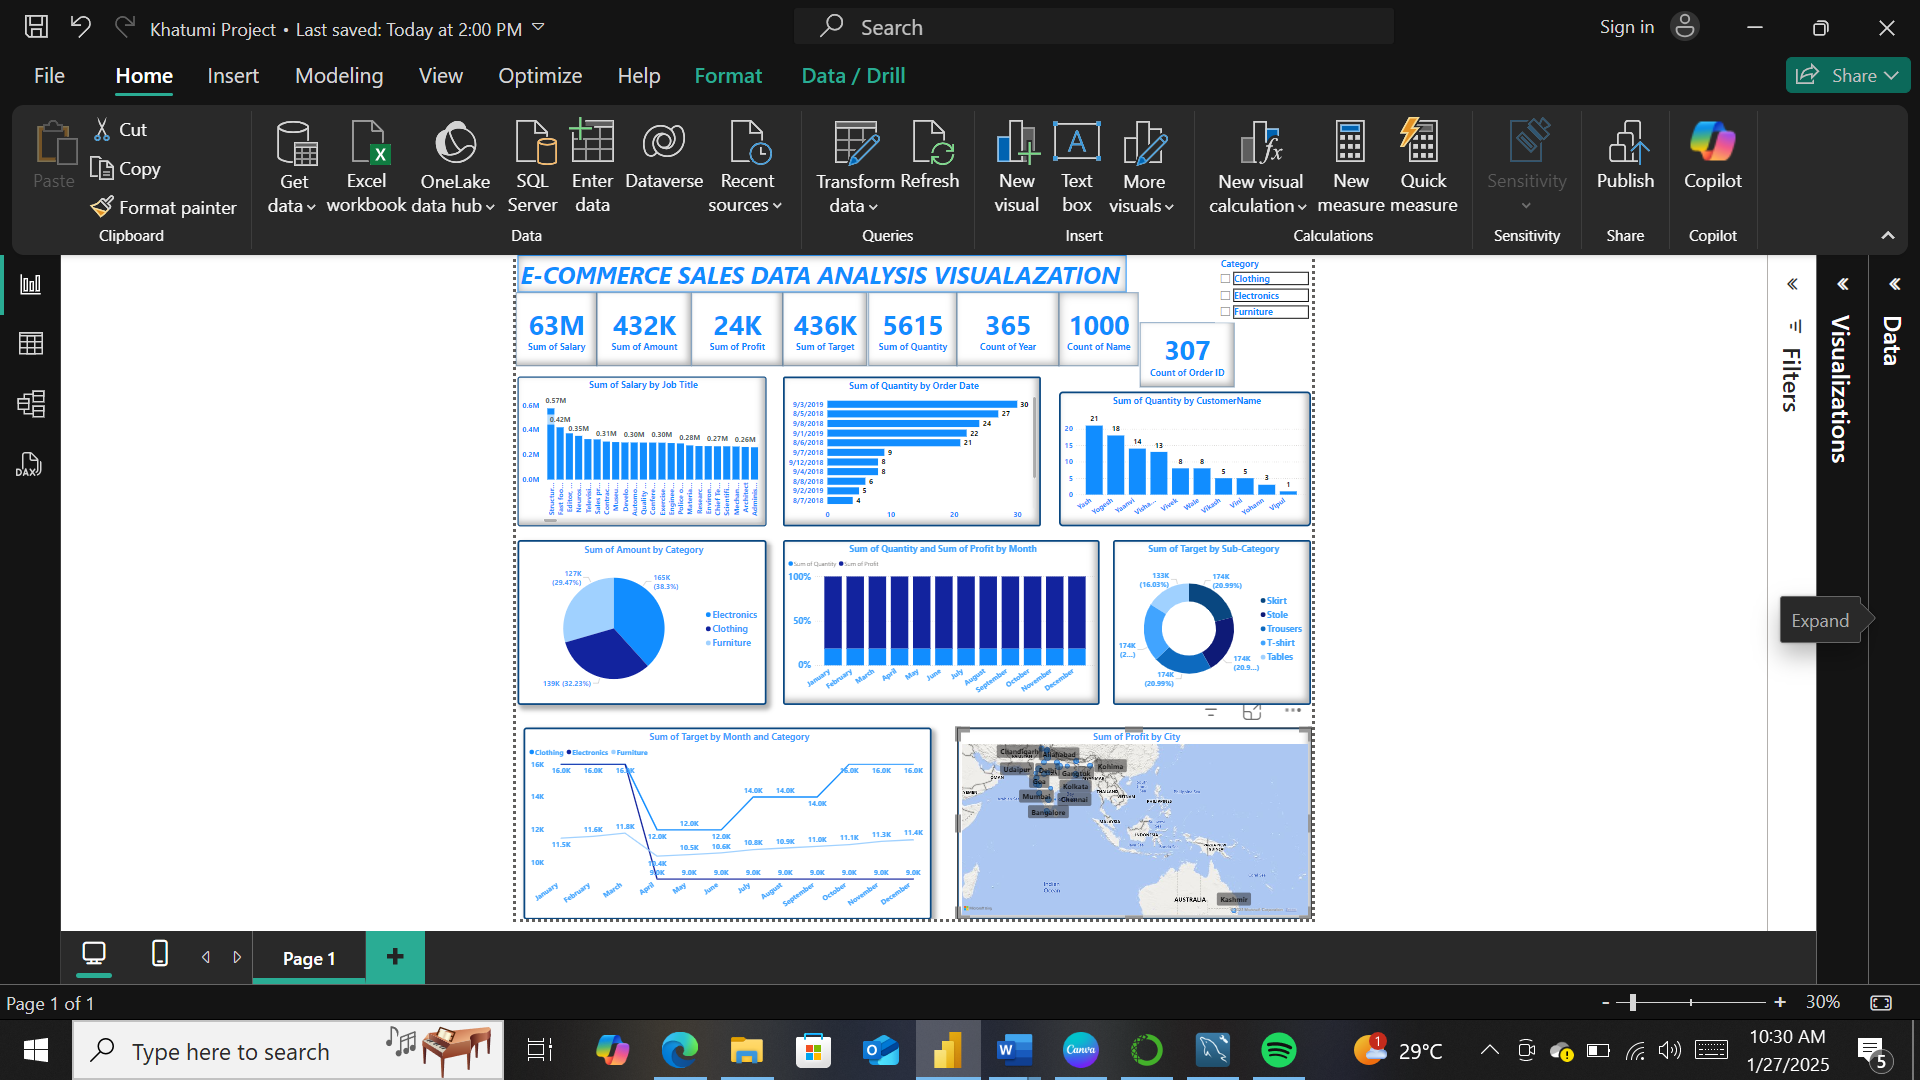 Khatumi Project • Last saved: Today at 2:00 PM
Search
Sign in
File Home Insert Modeling View Optimize Help Format Data / Drill
Share
Paste
Cut
Copy
Format painter
Clipboard
Get data
Excel workbook
OneLake data hub
SQL Server
Enter data
Dataverse
Recent sources
Data
Transform data
Refresh
Queries
New visual
Text box
More visuals
Insert
New visual calculation
New measure
Quick measure
Calculations
Sensitivity
Sensitivity
Publish
Share
Copilot
Copilot
E-COMMERCE SALES DATA ANALYSIS VISUALAZATION
Category
Clothing
Electronics
Furniture
63M
Sum of Salary
432K
Sum of Amount
24K
Sum of Profit
436K
Sum of Target
5615
Sum of Quantity
365
Count of Year
1000
Count of Name
307
Count of Order ID
Sum of Salary by Job Title
0.6M
0.4M
0.2M
0.0M
0.57M
0.42M
0.35M
0.31M
0.30M
0.30M
0.28M
0.27M
0.26M
Sum of Quantity by Order Date
9/3/2019 30
8/5/2018 27
9/8/2018 24
9/1/2019 22
8/6/2018 21
9/7/2018 9
9/12/2018 8
9/4/2018 8
8/8/2018 6
9/2/2019 5
8/7/2018 4
0 10 20 30
Sum of Quantity by CustomerName
20
15
10
5
0
21 18 14 13 8 8 5 5 3 1
Yash Yogesh Yaanvi Visha... Vivek Wale Vikash Vini Yohann Vipul
Sum of Amount by Category
127K
(29.47%)
165K
(38.3%)
139K (32.23%)
Electronics
Clothing
Furniture
Sum of Quantity and Sum of Profit by Month
Sum of Quantity Sum of Profit
100%
50%
0%
January February March April May June July August September October November December
Sum of Target by Sub-Category
133K
(16.03%)
174K
(20.99%)
174K
(2...)
174K
(20.9...)
174K
(20.99%)
Skirt
Stole
Trousers
T-shirt
Tables
Sum of Target by Month and Category
Clothing Electronics Furniture
16K
14K
12K
10K
16.0K 16.0K 16.0K 16.0K 16.0K
14.0K 14.0K 14.0K
12.0K 12.0K 12.0K
11.5K 11.6K 11.8K 10.4K 10.5K 10.6K 10.8K 10.9K 11.0K 11.1K 11.3K 11.4K
9.0K 9.0K 9.0K 9.0K 9.0K 9.0K 9.0K 9.0K 9.0K
January February March April May June July August September October November December
Sum of Profit by City
Chandigarh
Allahabad
Udaipur
Delhi
Gangtok
Kohima
Goa
Kolkata
Mumbai
Chennai
Bangalore
THAILAND
VIETNAM
PHILIPPINES
MALAYSIA
INDONESIA
Indian
Ocean
AUSTRALIA
Kashmir
Filters
Visualizations
Data
Expand
Page 1
Page 1 of 1
- + 30%
Type here to search
Canva
1
29°C
10:30 AM
1/27/2025
5